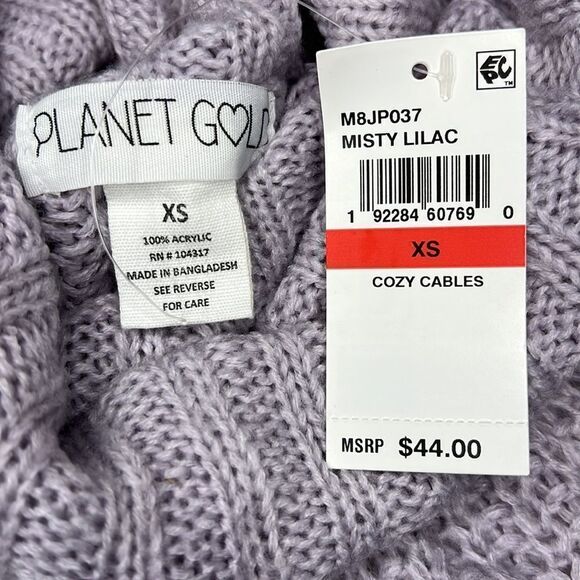 PLANET GOLD
XS
100% ACRYLIC
RN # 104317
MADE IN BANGLADESH
SEE REVERSE
FOR CARE
EPC
TM
M8JP037
MISTY LILAC
1 92284 60769 0
XS
COZY CABLES
MSRP $44.00